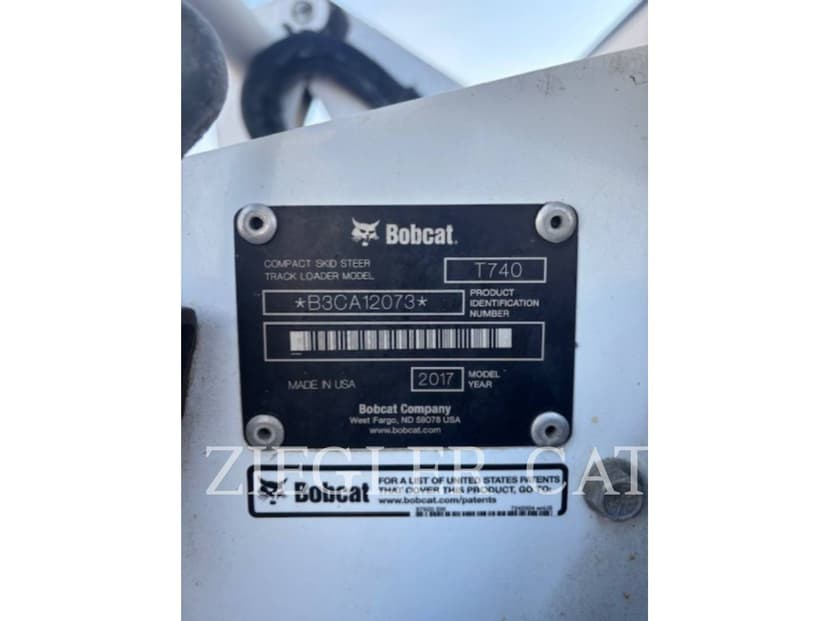 Bobcat.
COMPACT SKID STEER
TRACK LOADER MODEL
T740
*B3CA12073*
PRODUCT
IDENTIFICATION
NUMBER
MADE IN USA
2017
MODEL
YEAR
Bobcat Company
West Fargo, ND 58078 USA
www.bobcat.com
ZIEGLER CAT
Bobcat
FOR A LIST OF UNITED STATES PATENTS
THAT COVER THIS PRODUCT, GO TO:
www.bobcat.com/patents